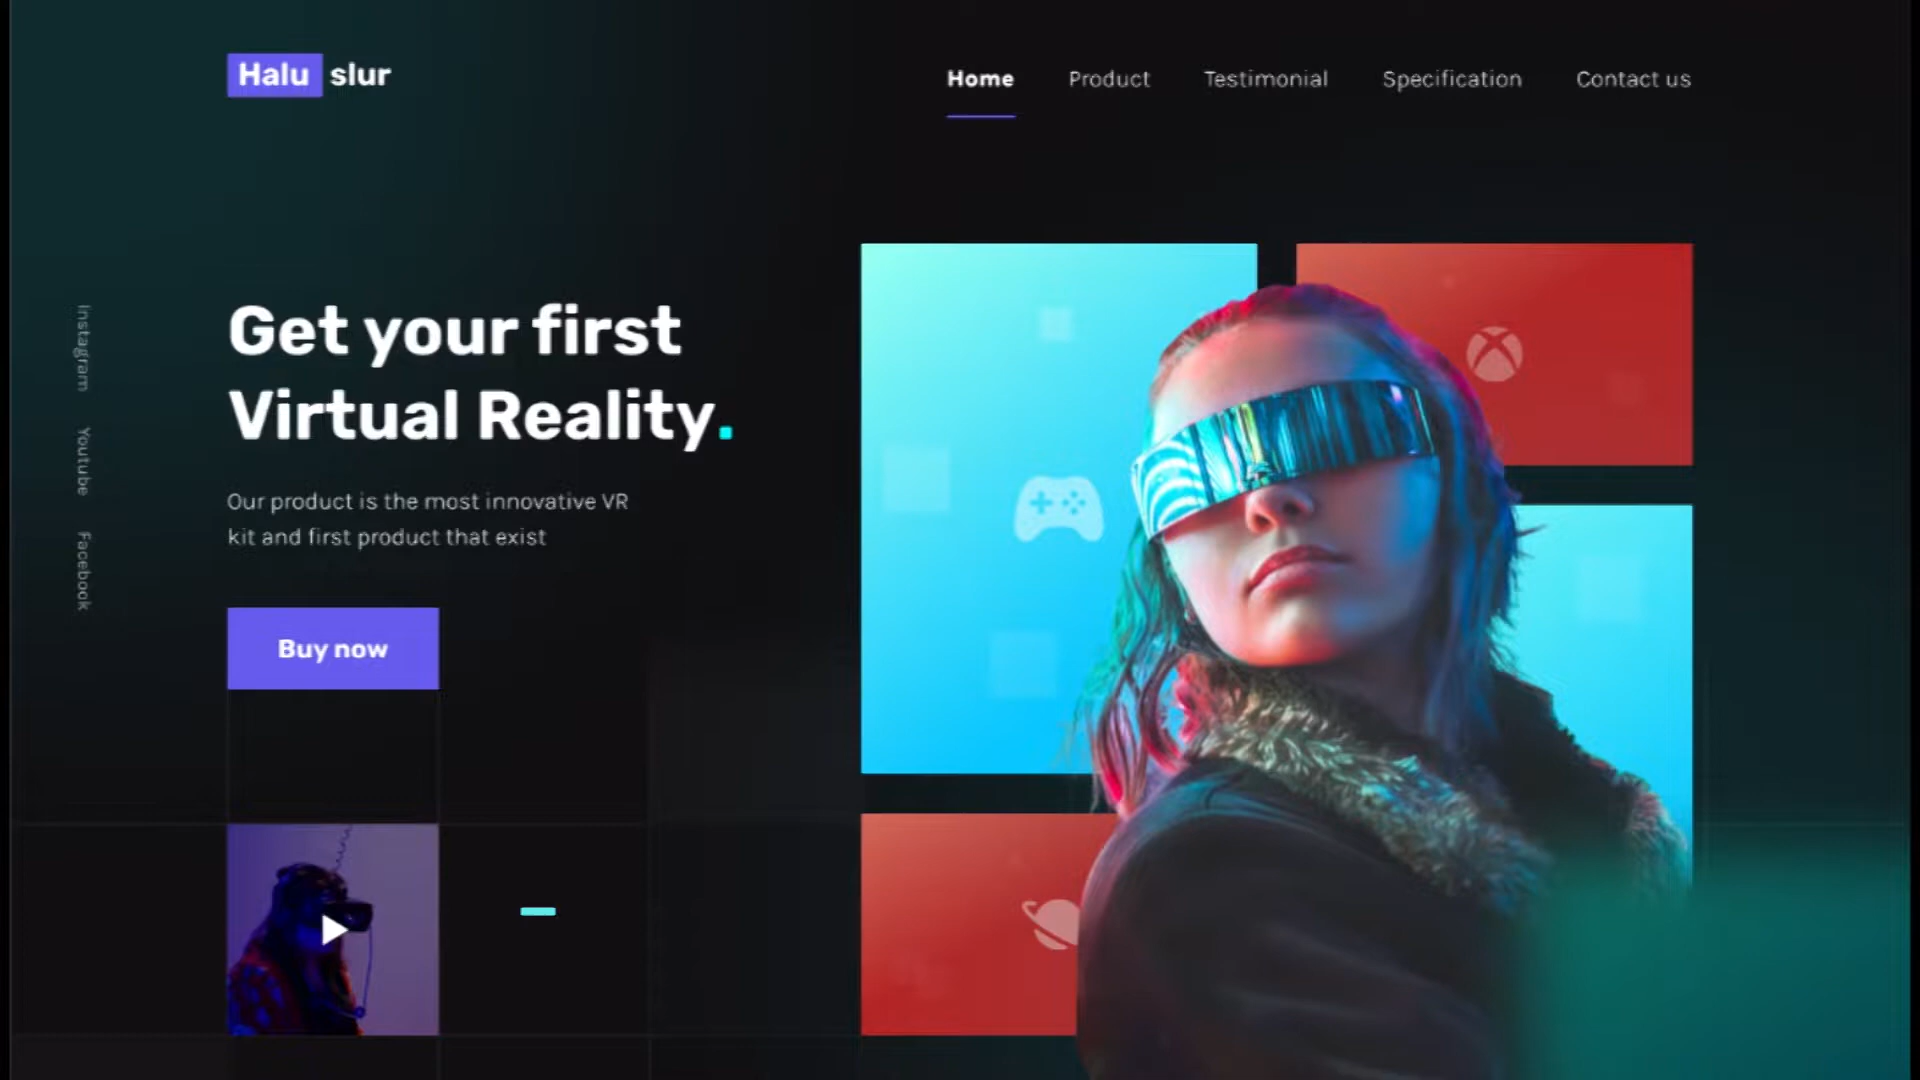 Halu slur
Home Product Testimonial Specification Contact us
Instagram Youtube Facebook
Get your first
Virtual Reality.
Our product is the most innovative VR
kit and first product that exist
Buy now